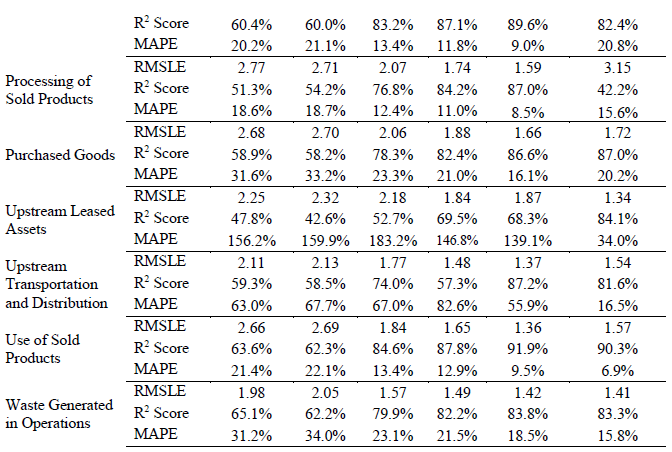 R² Score 60.4% 60.0% 83.2% 87.1% 89.6% 82.4%
MAPE 20.2% 21.1% 13.4% 11.8% 9.0% 20.8%
Processing of Sold Products
RMSLE 2.77 2.71 2.07 1.74 1.59 3.15
R² Score 51.3% 54.2% 76.8% 84.2% 87.0% 42.2%
MAPE 18.6% 18.7% 12.4% 11.0% 8.5% 15.6%
Purchased Goods
RMSLE 2.68 2.70 2.06 1.88 1.66 1.72
R² Score 58.9% 58.2% 78.3% 82.4% 86.6% 87.0%
MAPE 31.6% 33.2% 23.3% 21.0% 16.1% 20.2%
Upstream Leased Assets
RMSLE 2.25 2.32 2.18 1.84 1.87 1.34
R² Score 47.8% 42.6% 52.7% 69.5% 68.3% 84.1%
MAPE 156.2% 159.9% 183.2% 146.8% 139.1% 34.0%
Upstream Transportation and Distribution
RMSLE 2.11 2.13 1.77 1.48 1.37 1.54
R² Score 59.3% 58.5% 74.0% 57.3% 87.2% 81.6%
MAPE 63.0% 67.7% 67.0% 82.6% 55.9% 16.5%
Use of Sold Products
RMSLE 2.66 2.69 1.84 1.65 1.36 1.57
R² Score 63.6% 62.3% 84.6% 87.8% 91.9% 90.3%
MAPE 21.4% 22.1% 13.4% 12.9% 9.5% 6.9%
Waste Generated in Operations
RMSLE 1.98 2.05 1.57 1.49 1.42 1.41
R² Score 65.1% 62.2% 79.9% 82.2% 83.8% 83.3%
MAPE 31.2% 34.0% 23.1% 21.5% 18.5% 15.8%